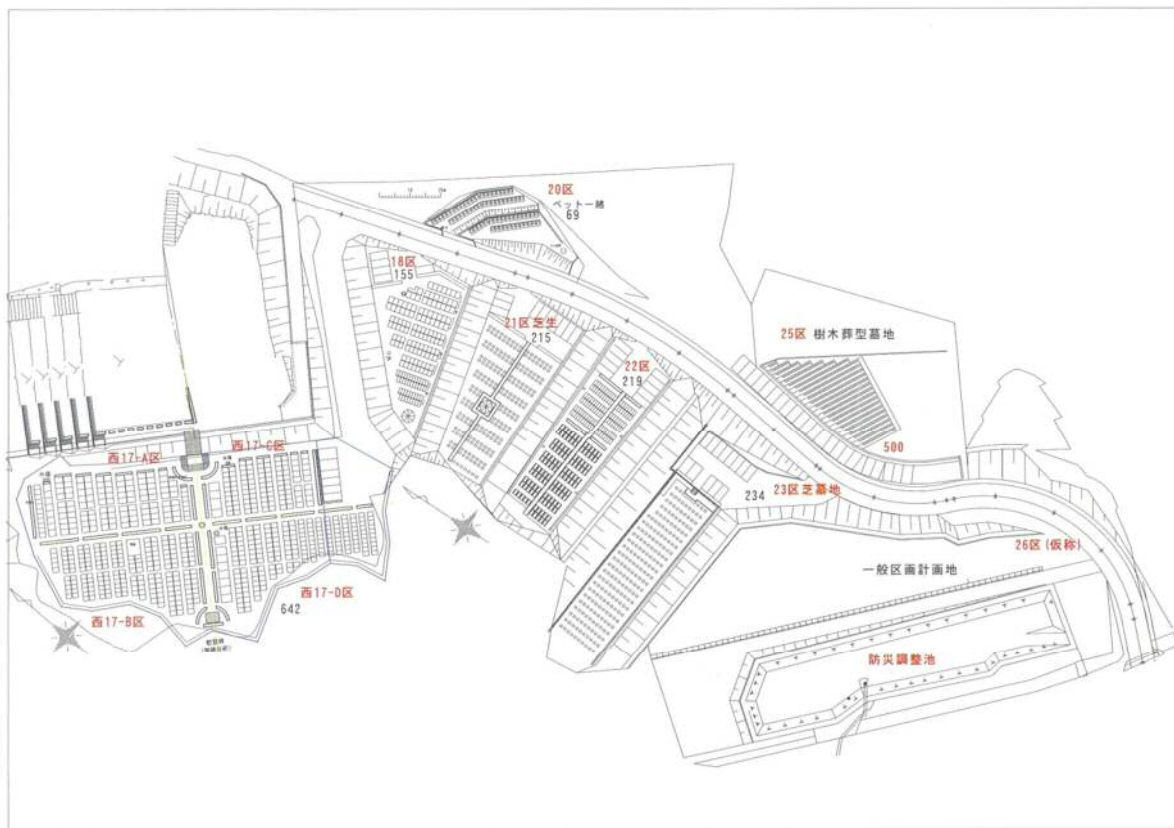 20区
ペット一緒
69
18区
155
21区芝生
215
22区
219
25区 樹木葬型墓地
500
西17-A区
西17-C区
234
23区芝墓地
26区(仮称)
一般区画計画地
西17-D区
642
西17-B区
防災調整池